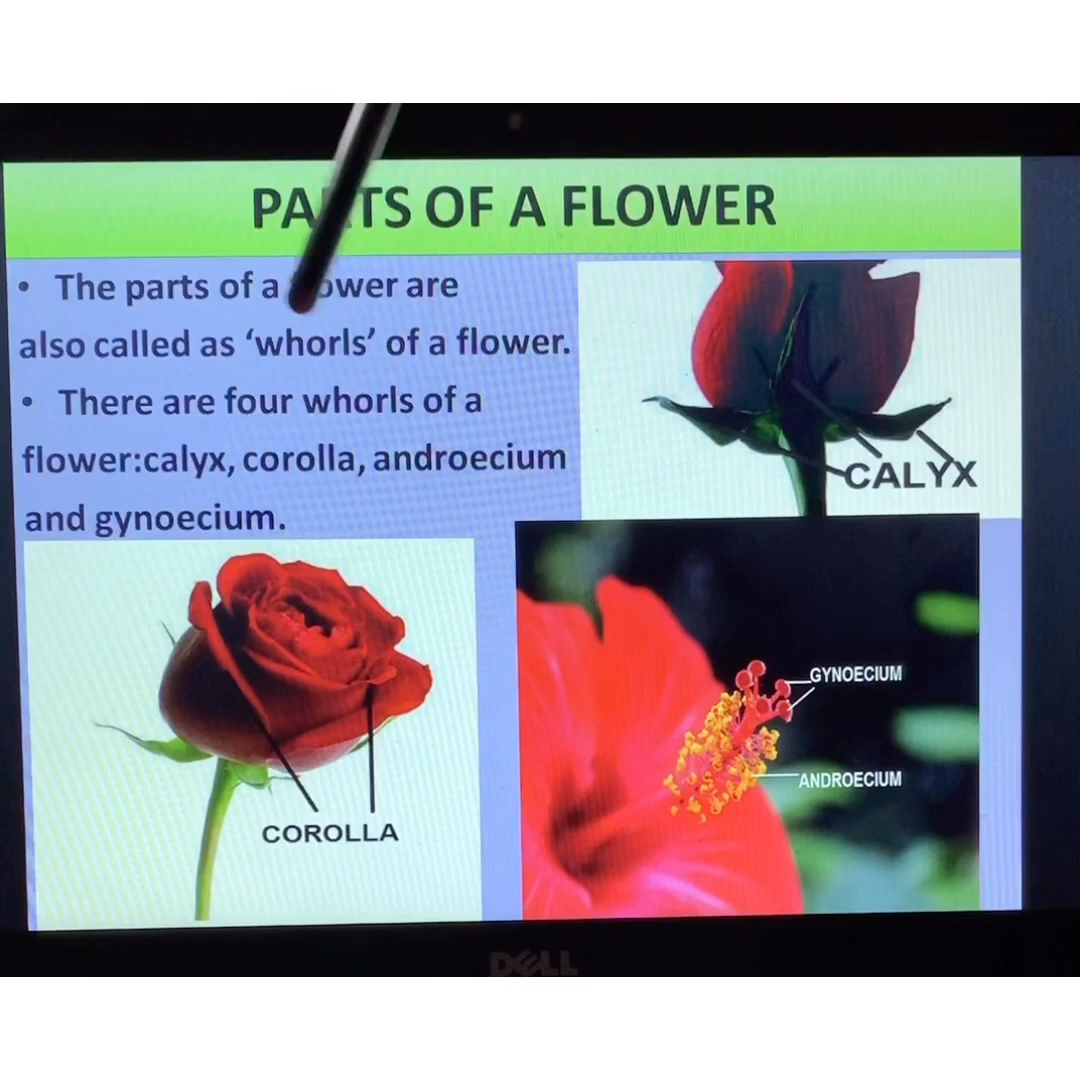 PARTS OF A FLOWER
• The parts of a flower are
also called as ‘whorls’ of a flower.
• There are four whorls of a
flower:calyx, corolla, androecium
and gynoecium.
CALYX
COROLLA
GYNOECIUM
ANDROECIUM
DELL